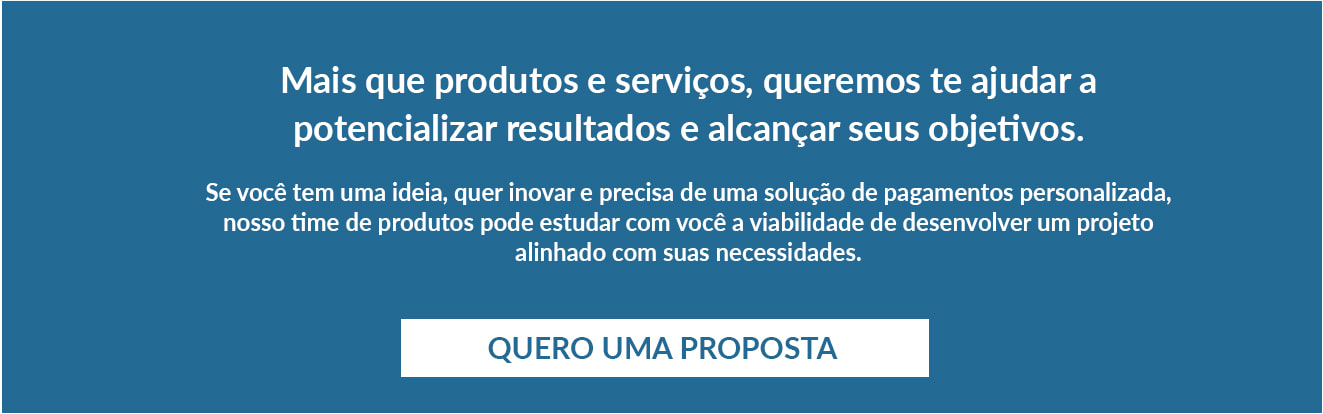 Mais que produtos e serviços, queremos te ajudar a
potencializar resultados e alcançar seus objetivos.
Se você tem uma ideia, quer inovar e precisa de uma solução de pagamentos personalizada,
nosso time de produtos pode estudar com você a viabilidade de desenvolver um projeto
alinhado com suas necessidades.
QUERO UMA PROPOSTA